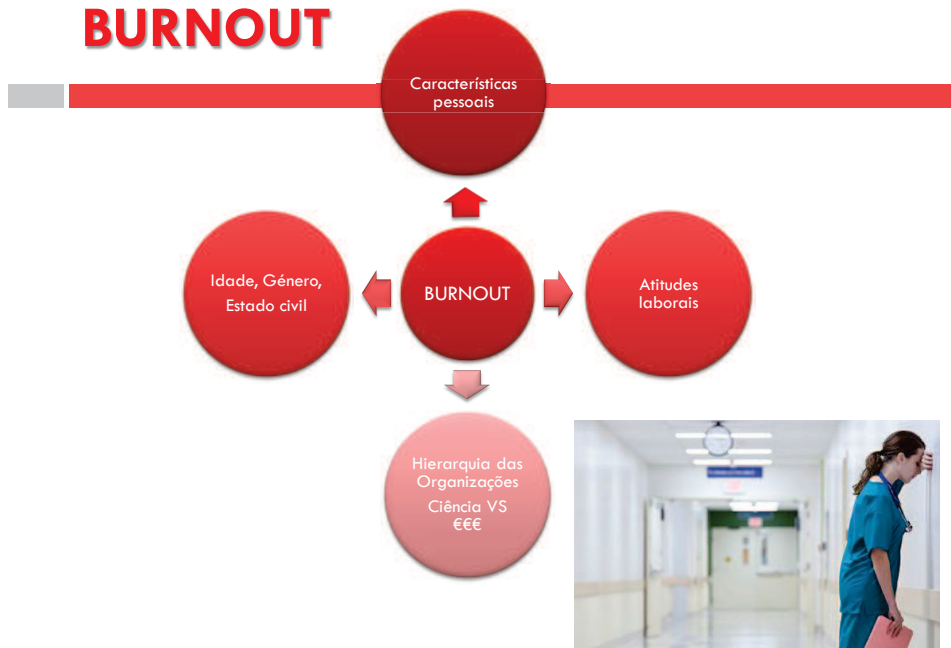 BURNOUT
Características
pessoais
Idade, Género,
Estado civil
BURNOUT
Atitudes
laborais
Hierarquia das
Organizações
Ciência VS
€€€